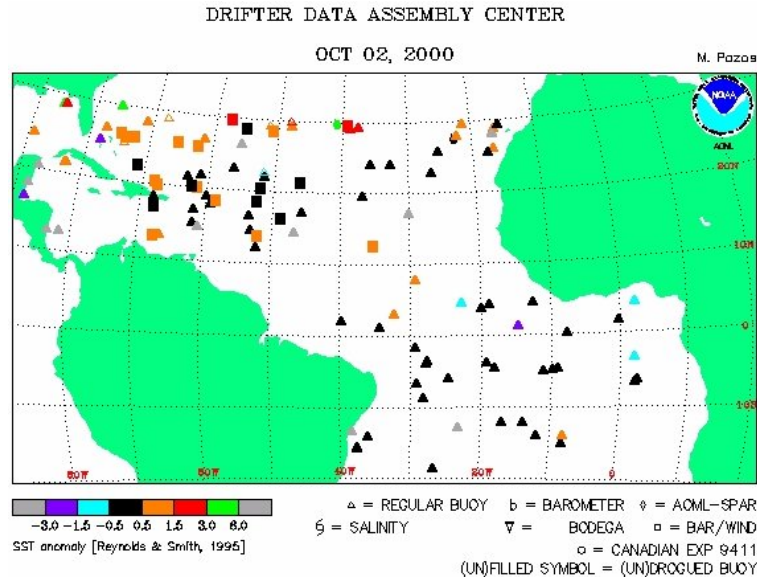 DRIFTER DATA ASSEMBLY CENTER
OCT 02, 2000
M. Pazos
NOAA
AOML
20N
10N
0
10S
80W
60W
40W
20W
0
-3.0 -1.5 -0.5 0.5 1.5 3.0 6.0
SST anomaly [Reynolds & Smith, 1995]
△ = REGULAR BUOY b = BAROMETER ◊ = AOML-SPAR
§ = SALINITY ▽ = BODEGA □ = BAR/WIND
○ = CANADIAN EXP 9411
(UN)FILLED SYMBOL = (UN)DROGUED BUOY